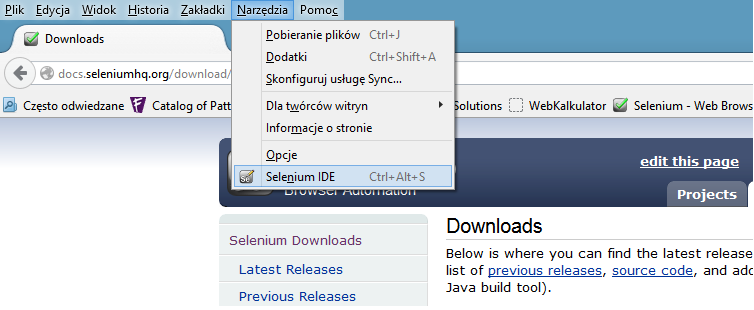 Plik Edycja Widok Historia Zakładki Narzędzia Pomoc
Downloads
docs.seleniumhq.org/download/
Często odwiedzane Catalog of Patt Solutions WebKalkulator Selenium - Web Brows
Pobieranie plików Ctrl+J
Dodatki Ctrl+Shift+A
Skonfiguruj usługę Sync...
Dla twórców witryn
Informacje o stronie
Opcje
Selenium IDE Ctrl+Alt+S
edit this page
Browser Automation
Projects
Selenium Downloads
Latest Releases
Previous Releases
Downloads
Below is where you can find the latest release
list of previous releases, source code, and add
Java build tool).